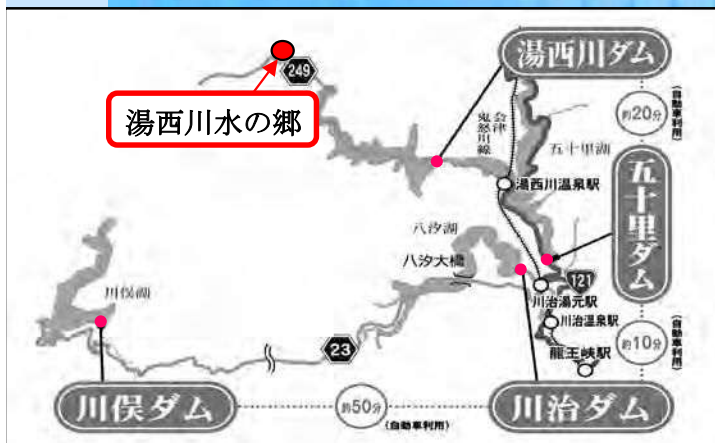 湯西川ダム
249
湯西川水の郷
(自動車利用)
約20分
会津
鬼怒川線
五十里湖
湯西川温泉駅
五十里ダム
八汐湖
八汐大橋
121
川俣湖
川治湯元駅
川治温泉駅
23
龍王峡駅
約10分
(自動車利用)
川俣ダム
約50分
(自動車利用)
川治ダム